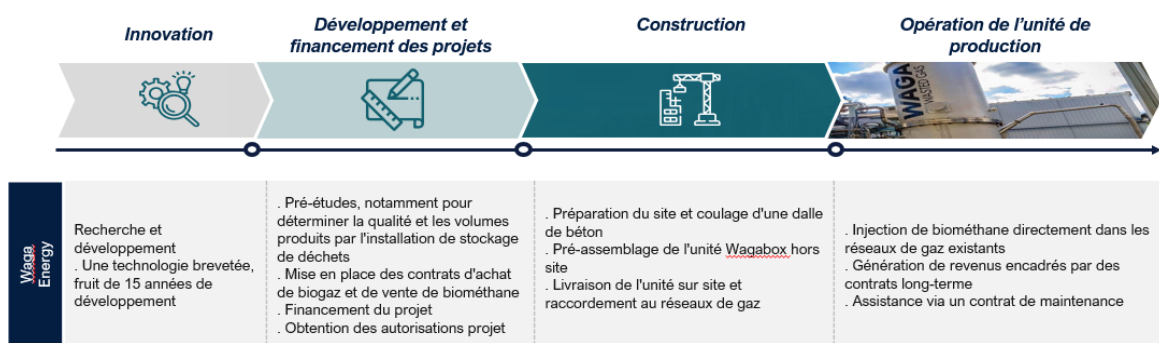 Innovation
Développement et
financement des projets
Construction
Opération de l'unité de
production
WAGA
WASTED GAS
Waga
Energy
Recherche et
développement
. Une technologie brevetée,
fruit de 15 années de
développement
. Pré-études, notamment pour
déterminer la qualité et les volumes
produits par l'installation de stockage
de déchets
. Mise en place des contrats d'achat
de biogaz et de vente de biométhane
. Financement du projet
. Obtention des autorisations projet
. Préparation du site et coulage d'une dalle
de béton
. Pré-assemblage de l'unité Wagabox hors
site
. Livraison de l'unité sur site et
raccordement au réseaux de gaz
. Injection de biométhane directement dans les
réseaux de gaz existants
. Génération de revenus encadrés par des
contrats long-terme
. Assistance via un contrat de maintenance